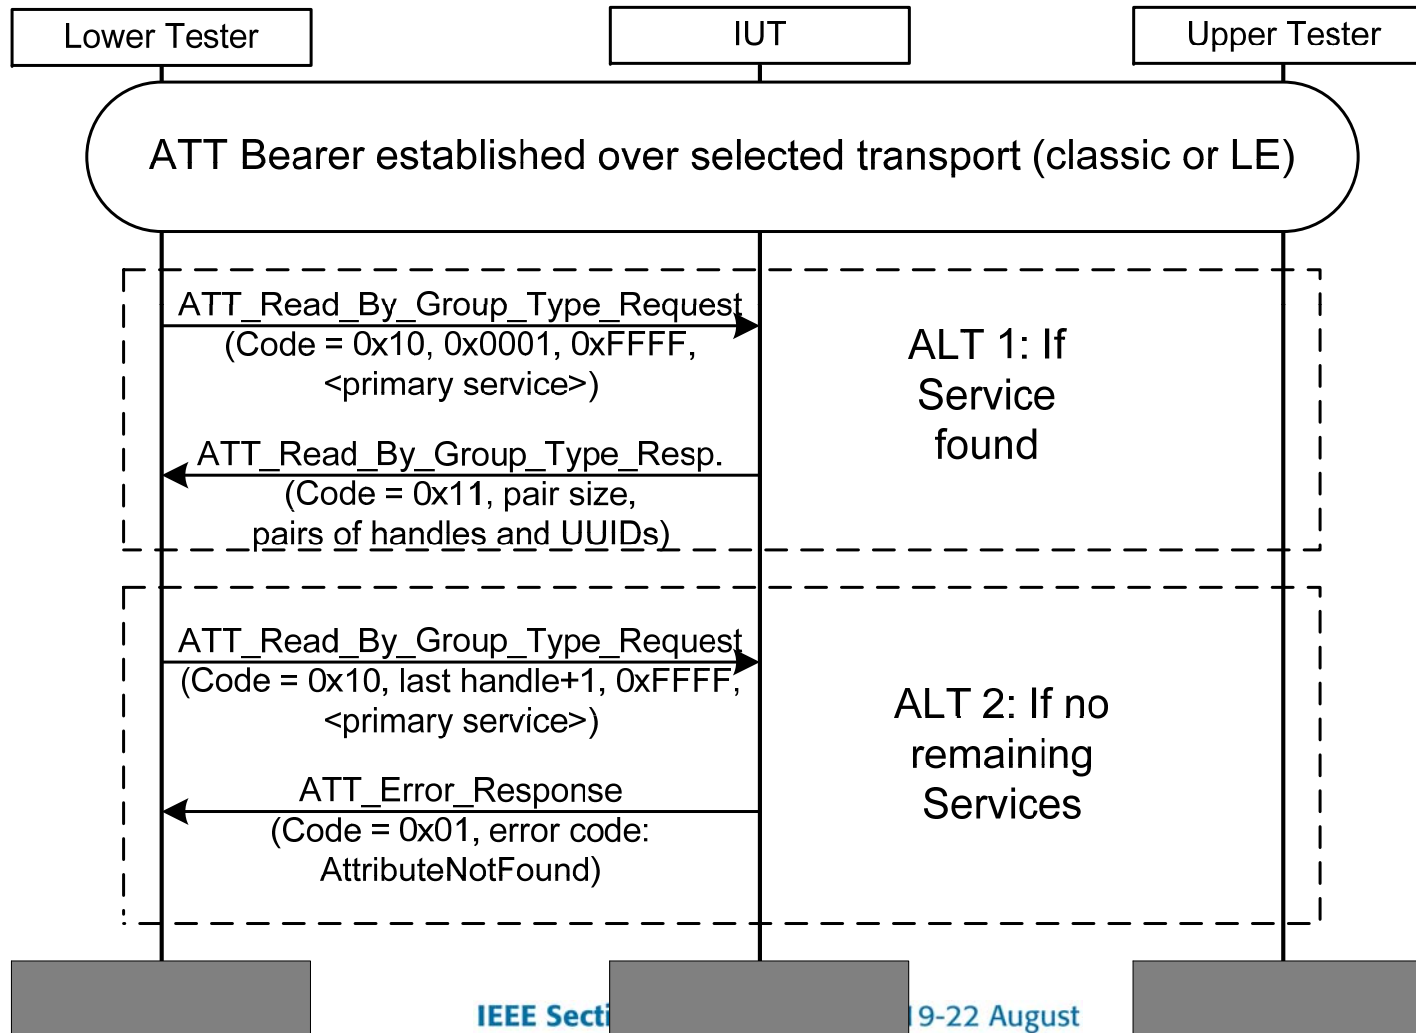 Lower Tester
IUT
Upper Tester
ATT Bearer established over selected transport (classic or LE)
ATT_Read_By_Group_Type_Request
(Code = 0x10, 0x0001, 0xFFFF,
<primary service>)
ALT 1: If
Service
found
ATT_Read_By_Group_Type_Resp.
(Code = 0x11, pair size,
pairs of handles and UUIDs)
ATT_Read_By_Group_Type_Request
(Code = 0x10, last handle+1, 0xFFFF,
<primary service>)
ALT 2: If no
remaining
Services
ATT_Error_Response
(Code = 0x01, error code:
AttributeNotFound)
IEEE 9-22 August